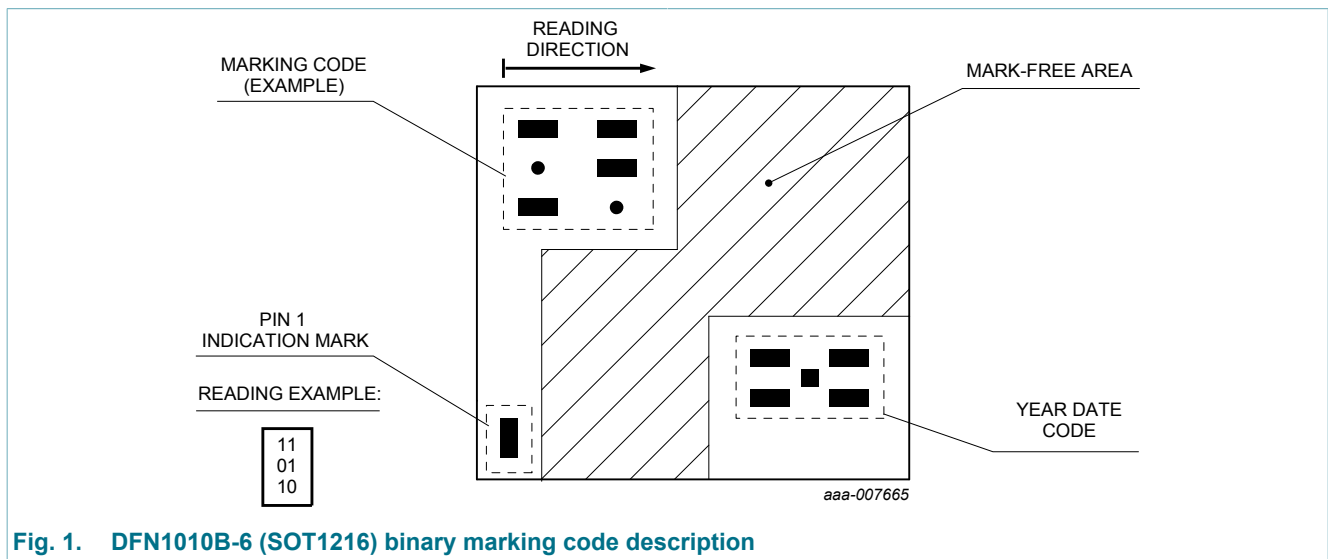 READING
DIRECTION
MARKING CODE
(EXAMPLE)
MARK-FREE AREA
PIN 1
INDICATION MARK
READING EXAMPLE:
11
01
10
YEAR DATE
CODE
aaa-007665
Fig. 1. DFN1010B-6 (SOT1216) binary marking code description